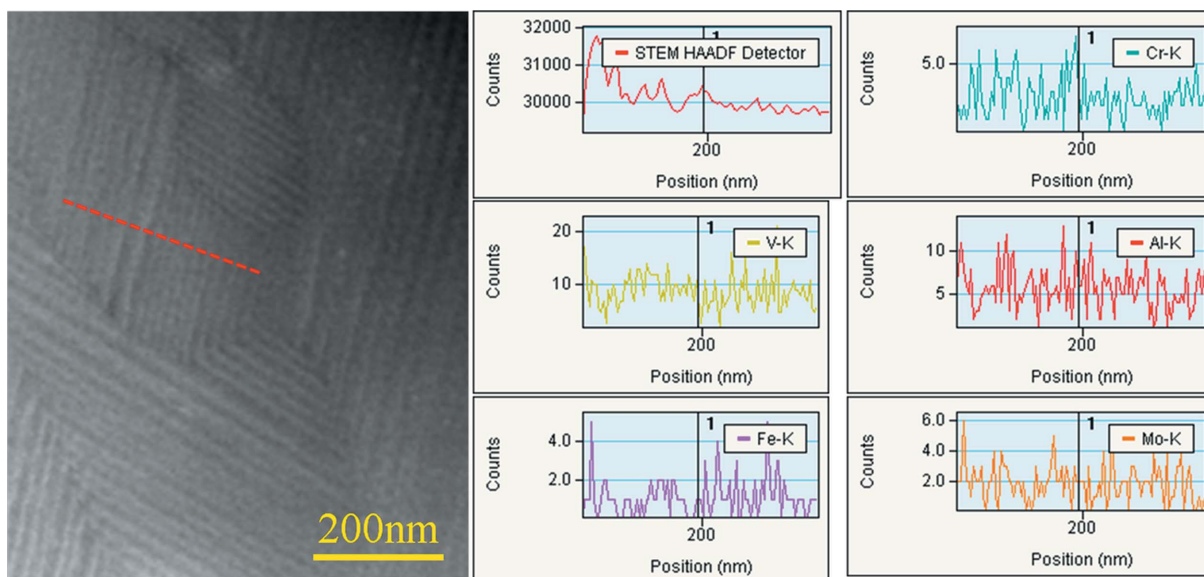 200nm
32000
31000
30000
Counts
1
STEM HAADF Detector
200
Position (nm)
5.0
Counts
1
Cr-K
200
Position (nm)
20
10
Counts
1
V-K
200
Position (nm)
10
5
Counts
1
Al-K
200
Position (nm)
4.0
2.0
Counts
1
Fe-K
200
Position (nm)
6.0
4.0
2.0
Counts
1
Mo-K
200
Position (nm)